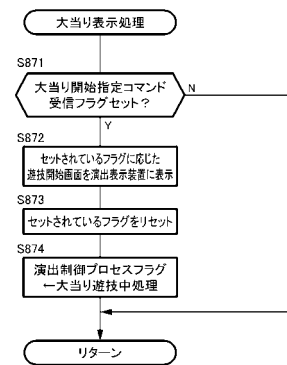 大当り表示処理
S871
大当り開始指定コマンド
受信フラグセット？
N
Y
S872
セットされているフラグに応じた
遊技開始画面を演出表示装置に表示
S873
セットされているフラグをリセット
S874
演出制御プロセスフラグ
←大当り遊技中処理
リターン